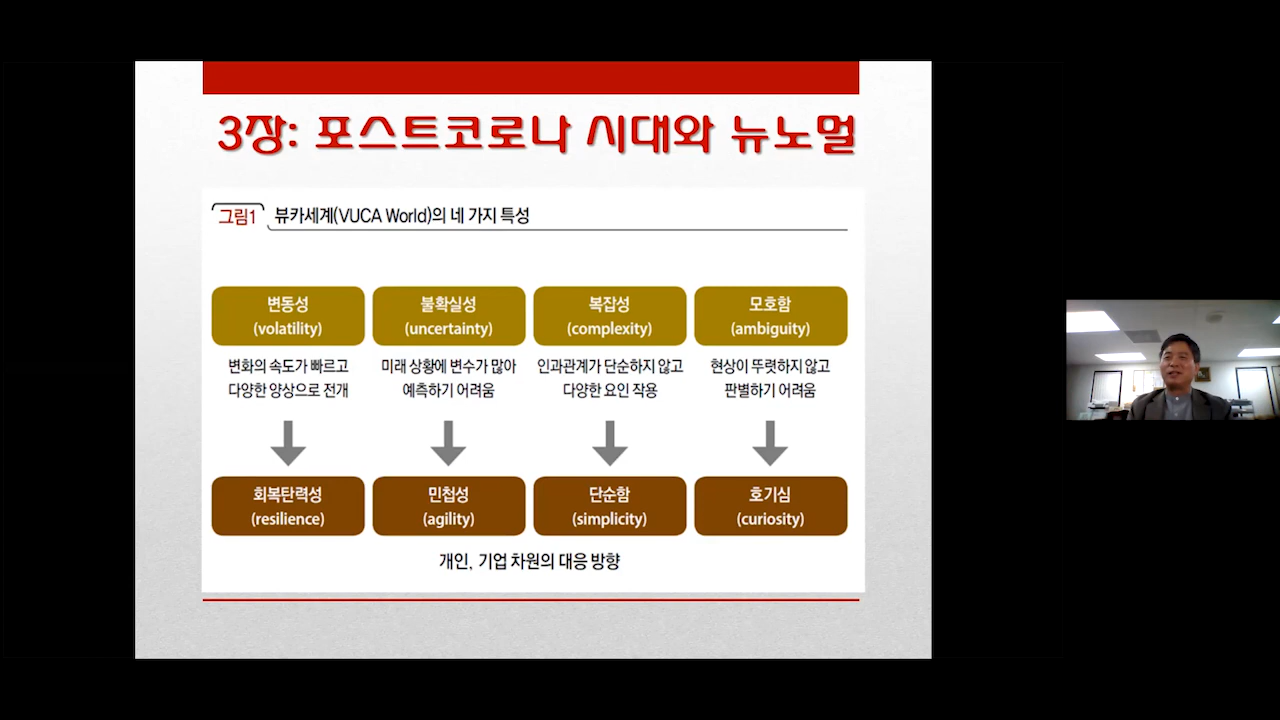 3장: 포스트코로나 시대와 뉴노멀
그림1 뷰카세계(VUCA World)의 네 가지 특성
변동성
(volatility)
불확실성
(uncertainty)
복잡성
(complexity)
모호함
(ambiguity)
변화의 속도가 빠르고
다양한 양상으로 전개
미래 상황에 변수가 많아
예측하기 어려움
인과관계가 단순하지 않고
다양한 요인 작용
현상이 뚜렷하지 않고
판별하기 어려움
회복탄력성
(resilience)
민첩성
(agility)
단순함
(simplicity)
호기심
(curiosity)
개인, 기업 차원의 대응 방향